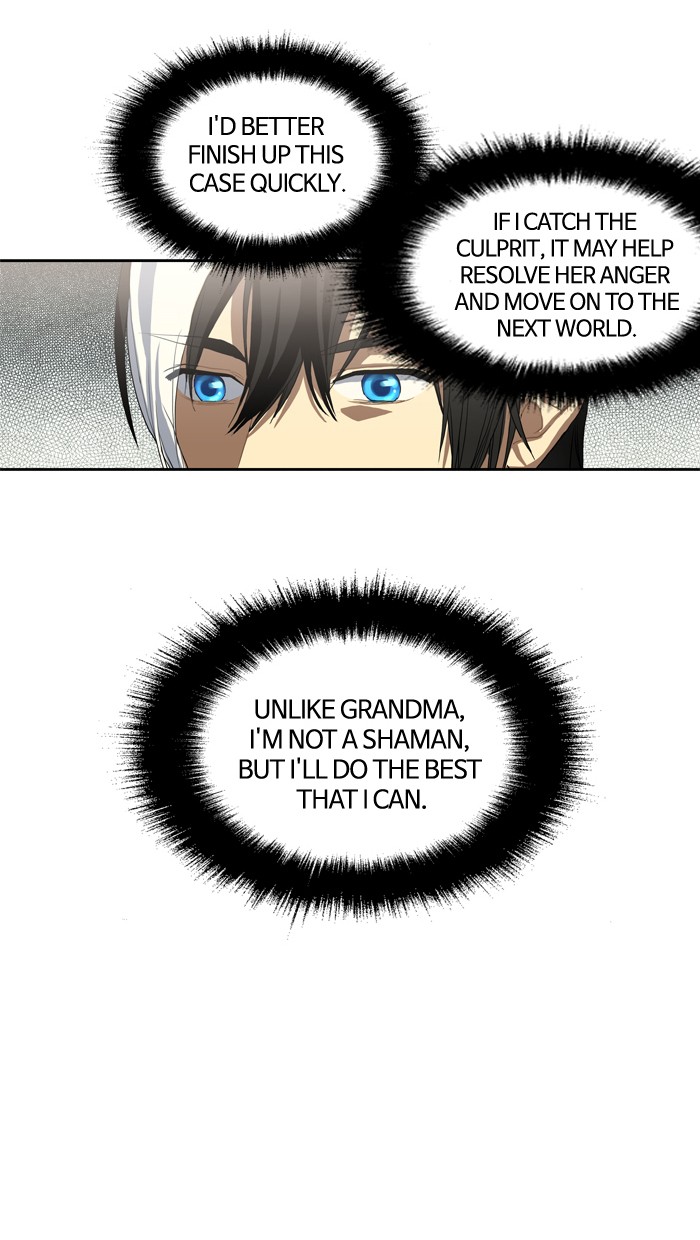 I'D BETTER
FINISH UP THIS
CASE QUICKLY.
IF I CATCH THE
CULPRIT, IT MAY HELP
RESOLVE HER ANGER
AND MOVE ON TO THE
NEXT WORLD.
UNLIKE GRANDMA,
I'M NOT A SHAMAN,
BUT I'LL DO THE BEST
THAT I CAN.